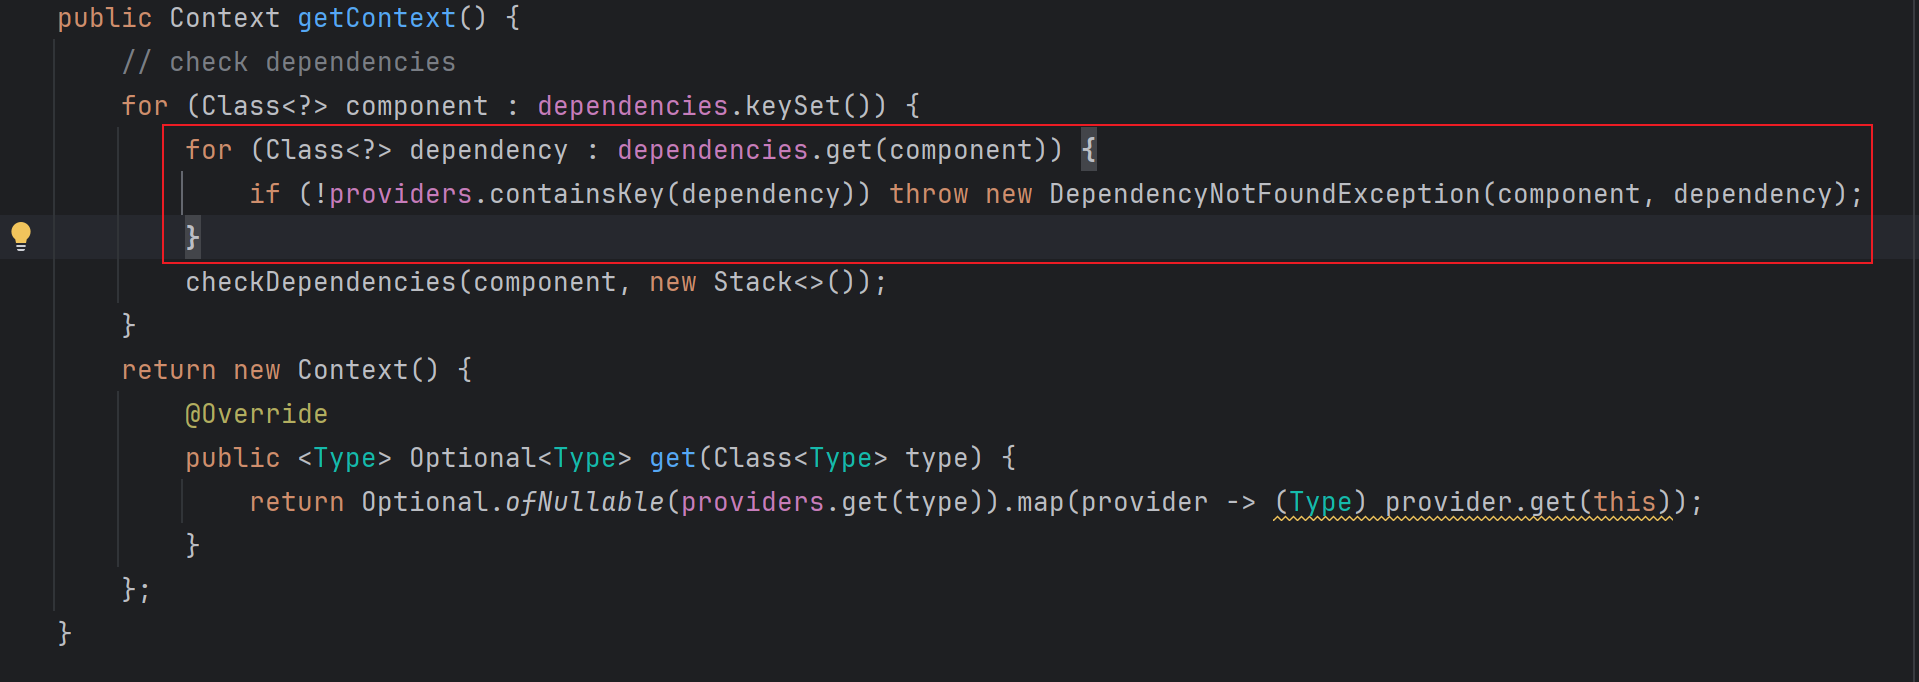 public Context getContext() {
// check dependencies
for (Class<?> component : dependencies.keySet()) {
for (Class<?> dependency : dependencies.get(component)) {
if (!providers.containsKey(dependency)) throw new DependencyNotFoundException(component, dependency);
}
checkDependencies(component, new Stack<>());
}
return new Context() {
@Override
public <Type> Optional<Type> get(Class<Type> type) {
return Optional.ofNullable(providers.get(type)).map(provider -> (Type) provider.get(this));
}
};
}